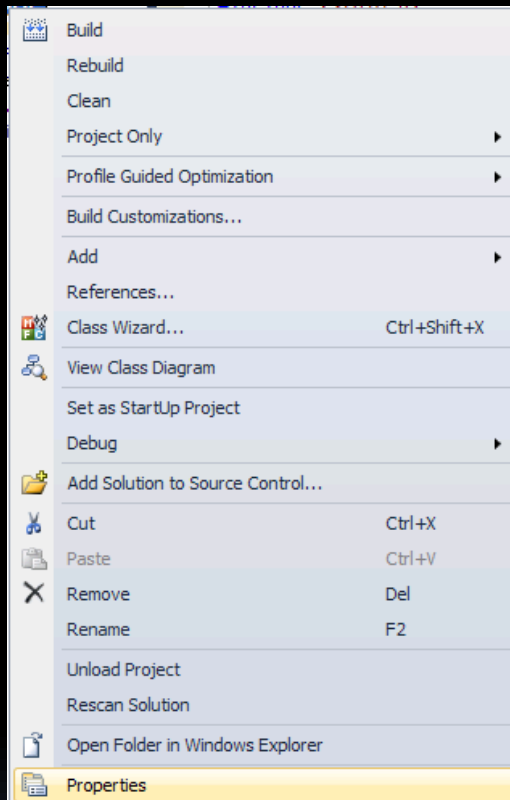 Build
Rebuild
Clean
Project Only
Profile Guided Optimization
Build Customizations...
Add
References...
Class Wizard... Ctrl+Shift+X
View Class Diagram
Set as StartUp Project
Debug
Add Solution to Source Control...
Cut Ctrl+X
Paste Ctrl+V
Remove Del
Rename F2
Unload Project
Rescan Solution
Open Folder in Windows Explorer
Properties